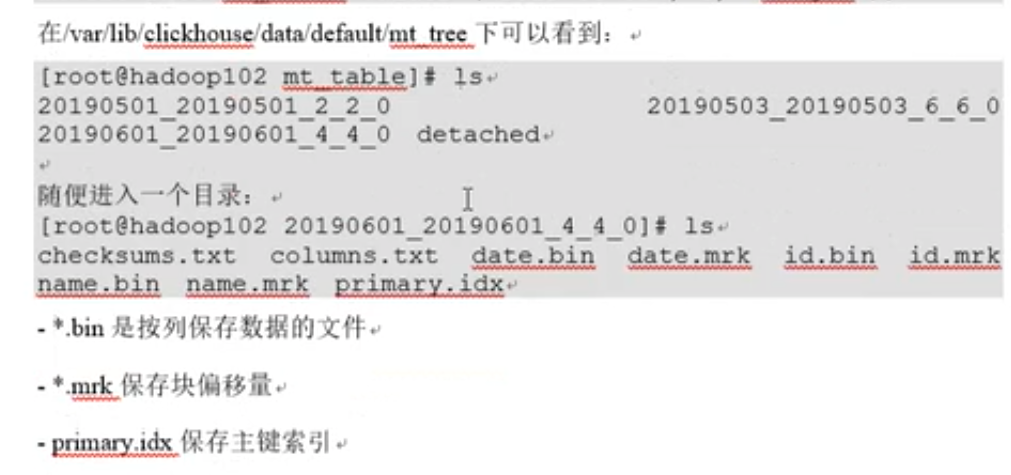 在/var/lib/clickhouse/data/default/mt_tree 下可以看到：
[root@hadoop102 mt_table]# ls
20190501_20190501_2_2_0 20190503_20190503_6_6_0
20190601_20190601_4_4_0 detached
随便进入一个目录：
[root@hadoop102 20190601_20190601_4_4_0]# ls
checksums.txt columns.txt date.bin date.mrk id.bin id.mrk
name.bin name.mrk primary.idx
- *.bin 是按列保存数据的文件
- *.mrk 保存块偏移量
- primary.idx 保存主键索引